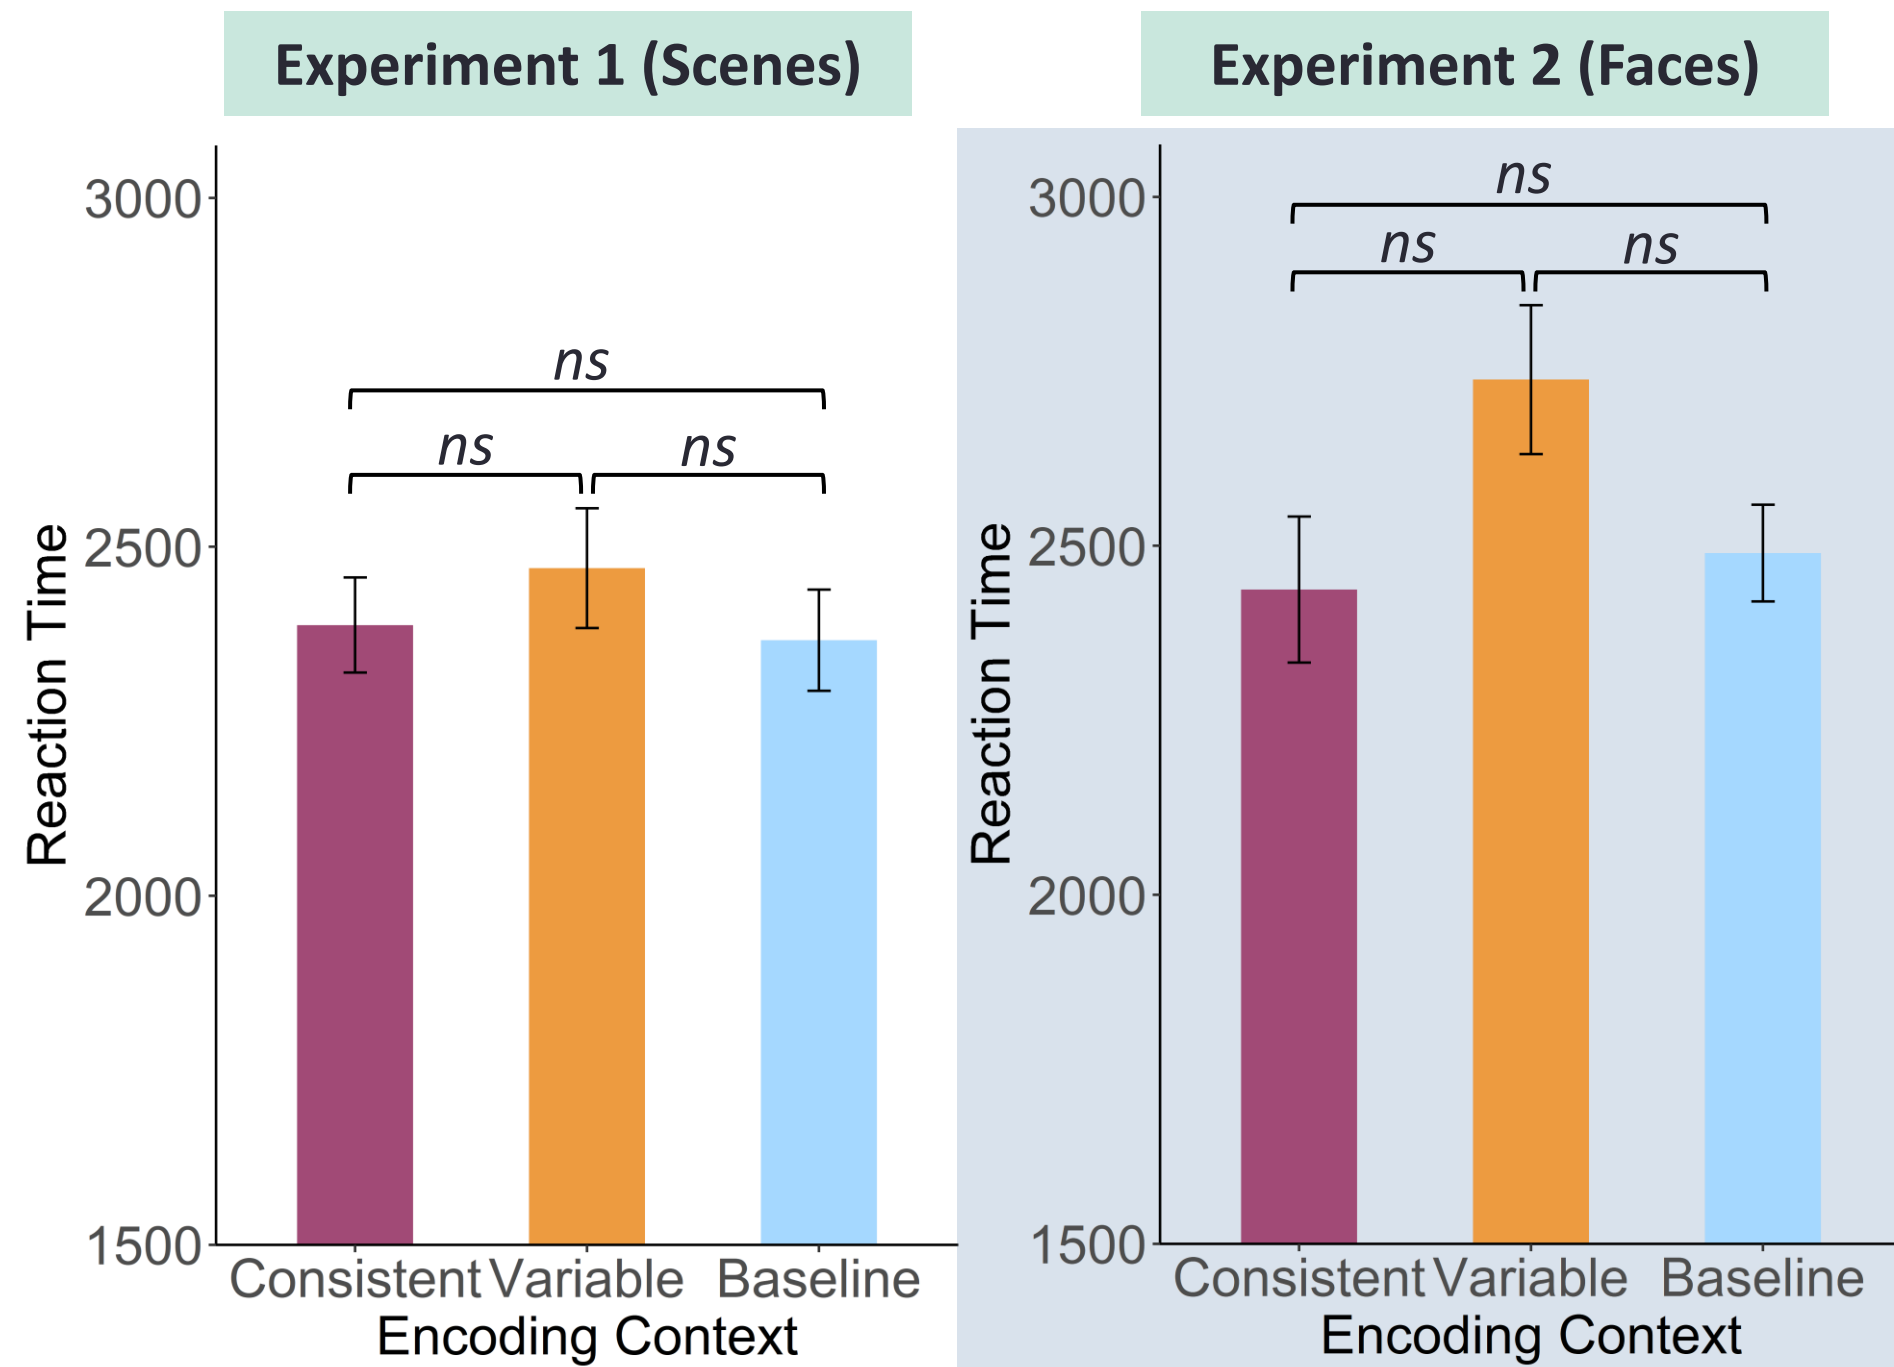 Experiment 1 (Scenes)
3000
2500
2000
1500
Reaction Time
ns
ns
ns
Consistent
Variable
Baseline
Encoding Context
Experiment 2 (Faces)
3000
2500
2000
1500
Reaction Time
ns
ns
ns
Consistent
Variable
Baseline
Encoding Context